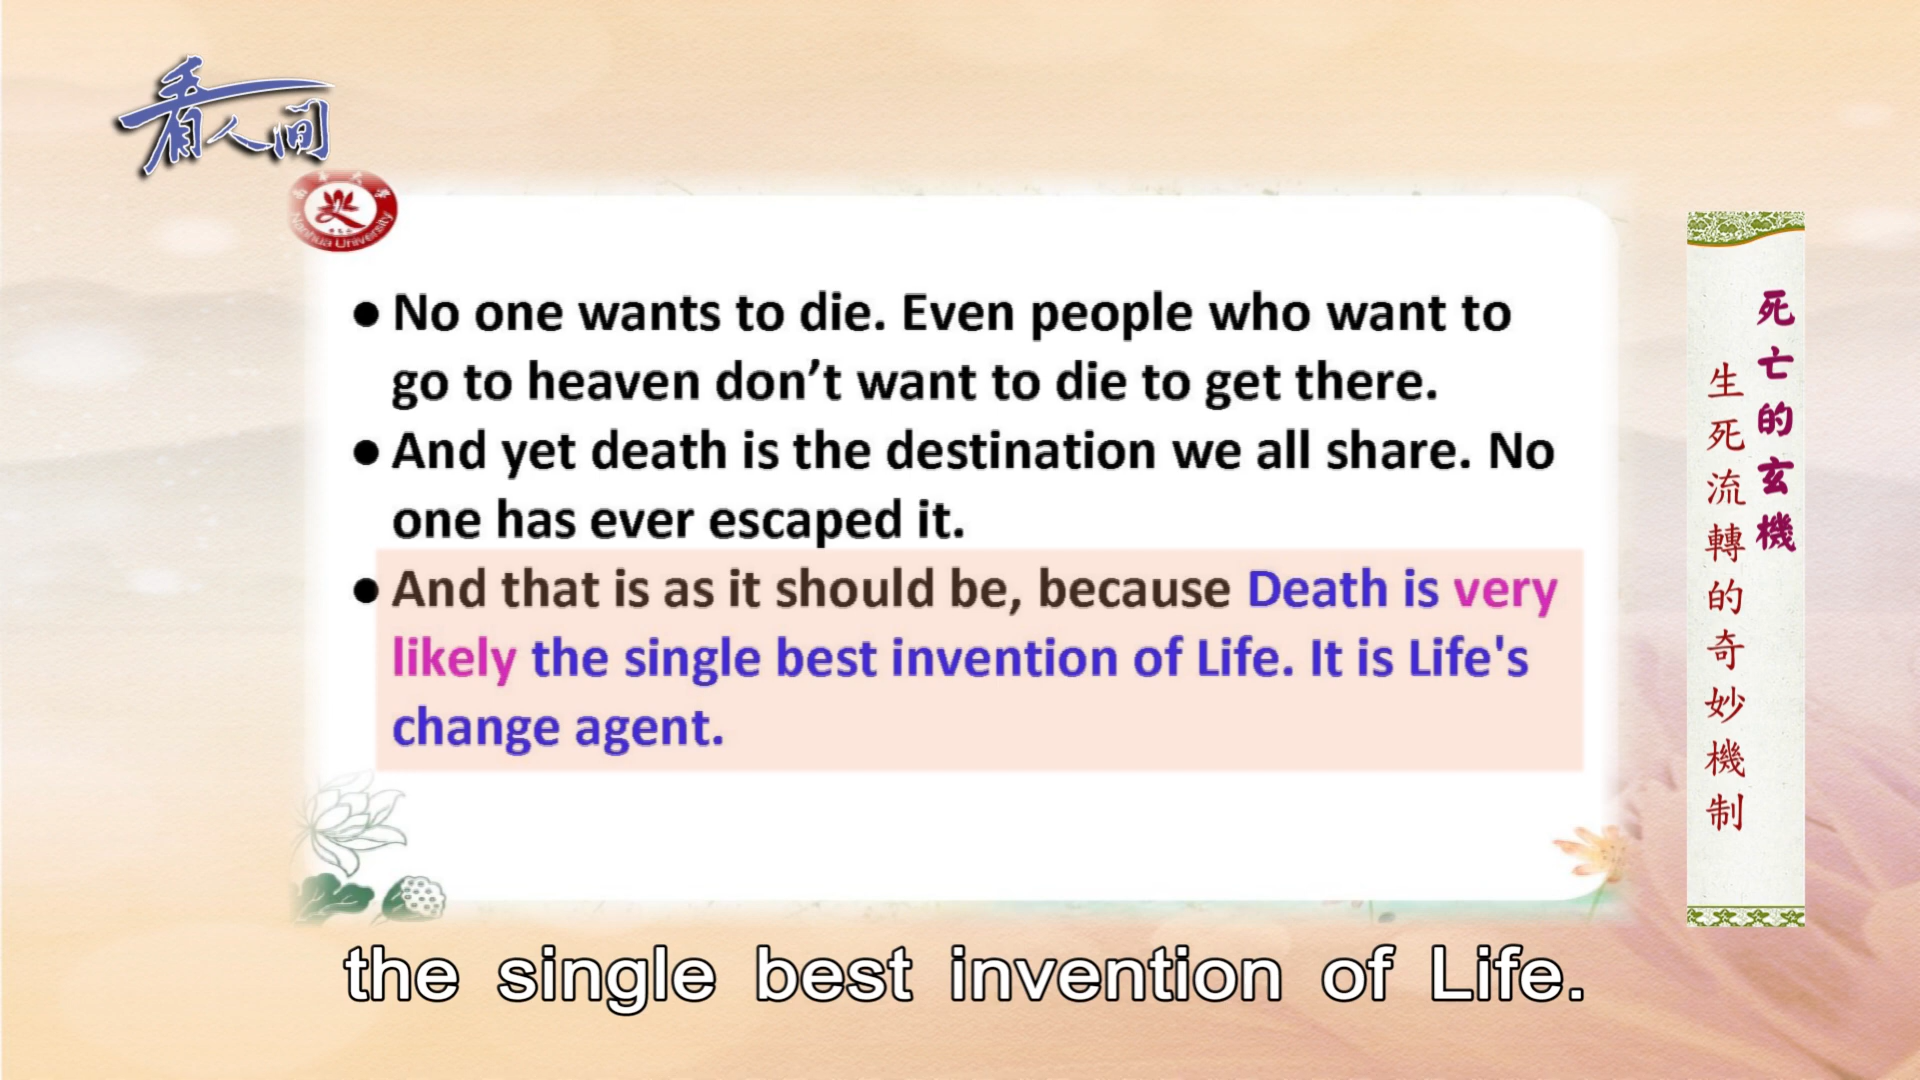 看人間
Nanhua University
● No one wants to die. Even people who want to
go to heaven don’t want to die to get there.
● And yet death is the destination we all share. No
one has ever escaped it.
● And that is as it should be, because Death is very
likely the single best invention of Life. It is Life's
change agent.
死亡的玄機
生死流轉的奇妙機制
the single best invention of Life.